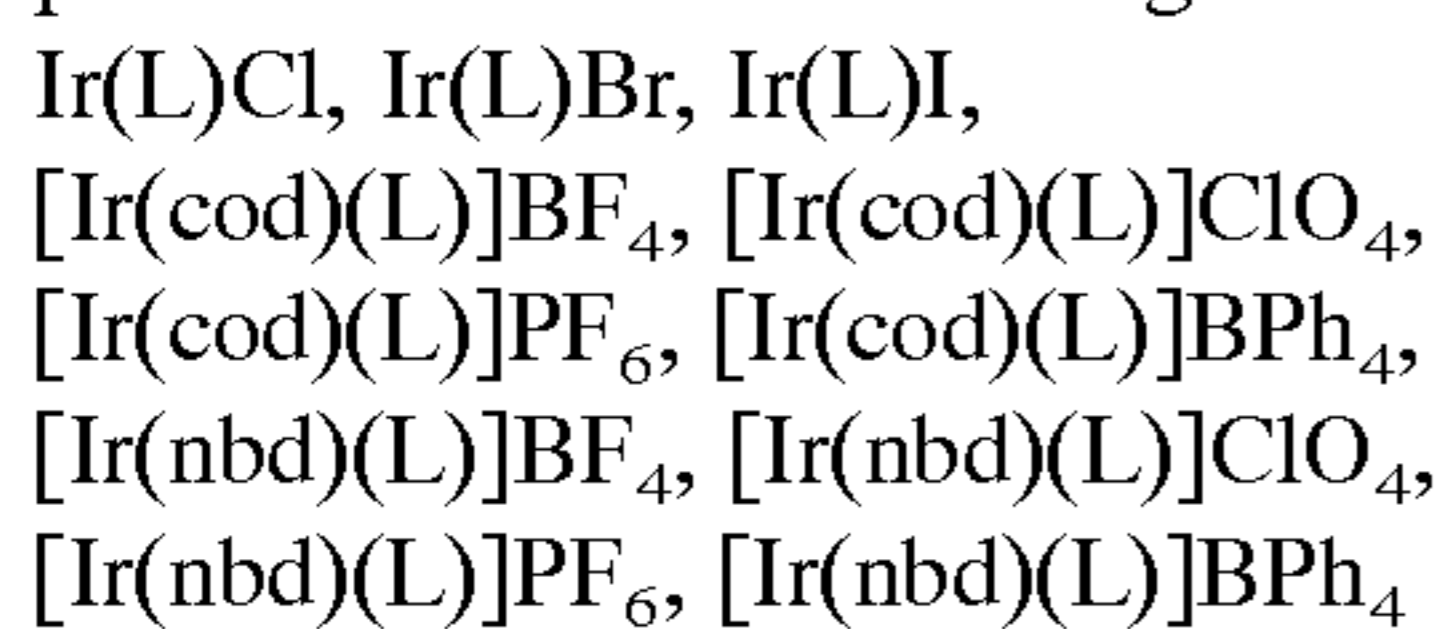 Ir(L)Cl, Ir(L)Br, Ir(L)I,
[Ir(cod)(L)]BF₄, [Ir(cod)(L)]ClO₄,
[Ir(cod)(L)]PF₆, [Ir(cod)(L)]BPh₄,
[Ir(nbd)(L)]BF₄, [Ir(nbd)(L)]ClO₄,
[Ir(nbd)(L)]PF₆, [Ir(nbd)(L)]BPh₄